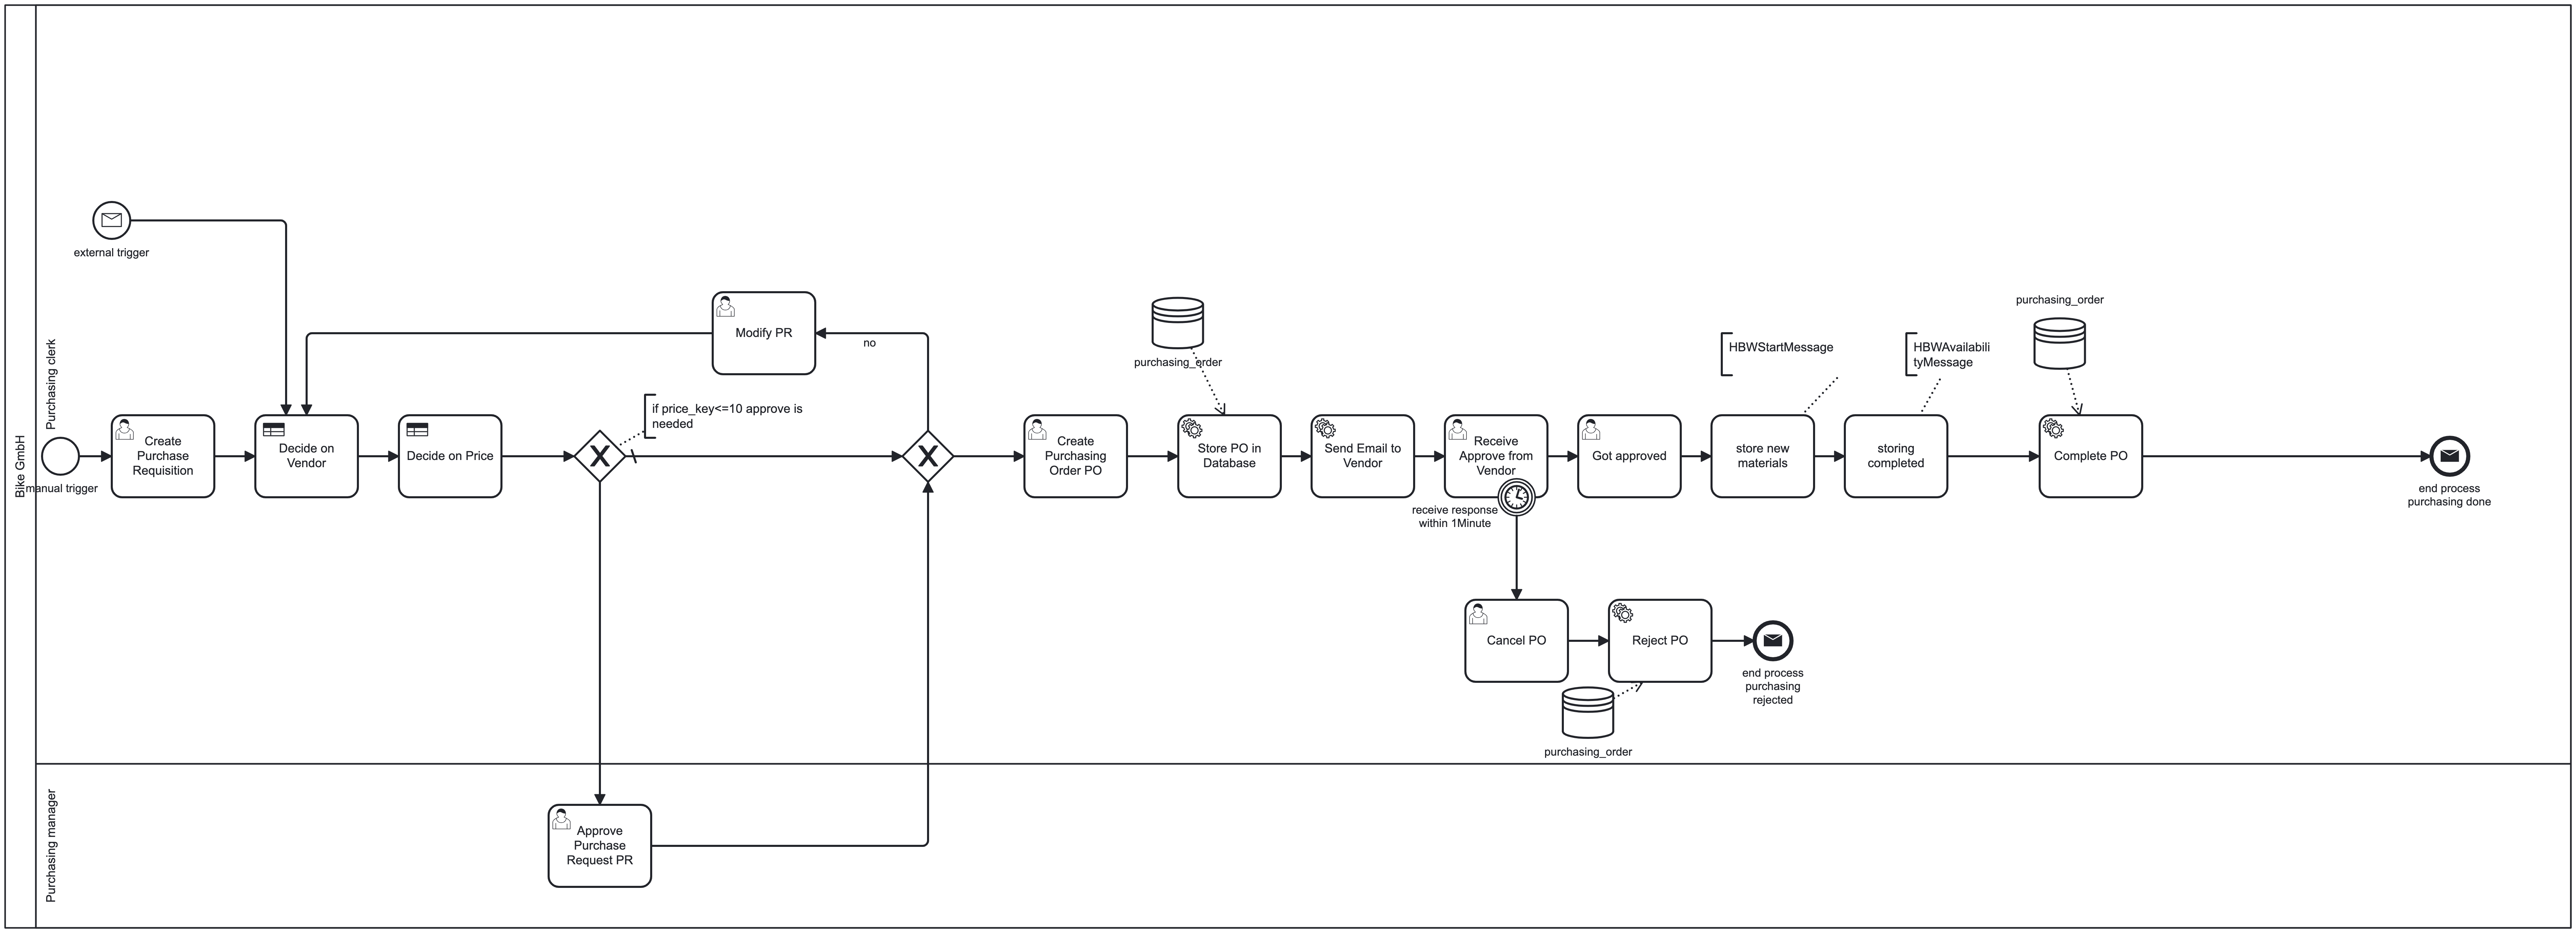 Bike GmbH
Purchasing clerk
Purchasing manager
external trigger
manual trigger
Create
Purchase
Requisition
Decide on
Vendor
Decide on Price
if price_key<=10 approve is
needed
Modify PR
no
Approve
Purchase
Request PR
Create
Purchasing
Order PO
purchasing_order
Store PO in
Database
Send Email to
Vendor
Receive
Approve from
Vendor
receive response
within 1Minute
Got approved
HBWStartMessage
store new
materials
HBWAvailabili
tyMessage
storing
completed
purchasing_order
Complete PO
end process
purchasing done
Cancel PO
Reject PO
purchasing_order
end process
purchasing
rejected